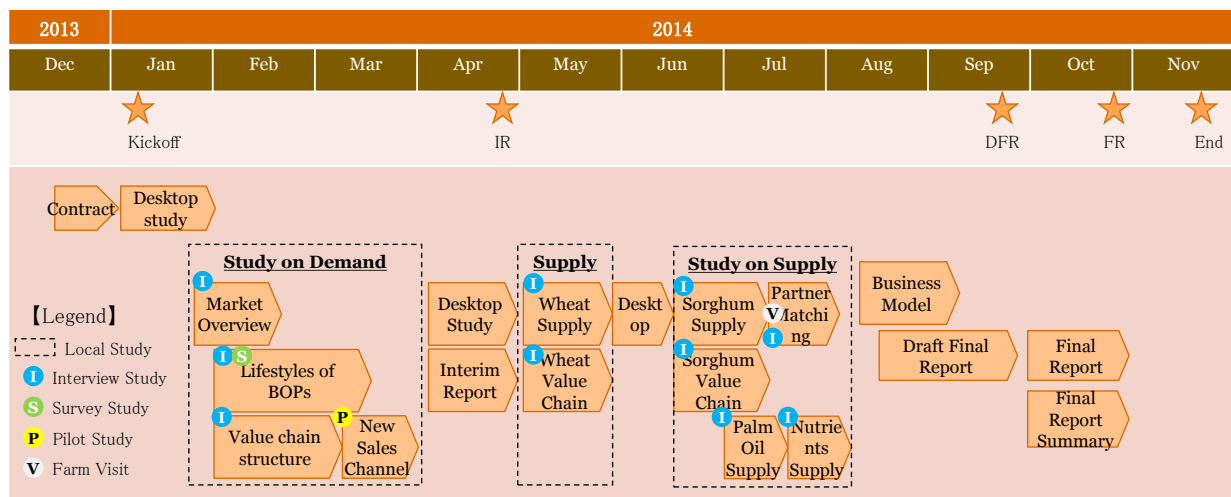 2013
2014
Dec
Jan
Feb
Mar
Apr
May
Jun
Jul
Aug
Sep
Oct
Nov
Kickoff
IR
DFR
FR
End
Contract
Desktop
study
Study on Demand
Supply
Study on Supply
I
Market
Overview
I
S
Lifestyles of
BOPs
I
Value chain
structure
P
New
Sales
Channel
Desktop
Study
Interim
Report
I
Wheat
Supply
I
Wheat
Value
Chain
Deskt
op
I
Sorghum
Supply
V
I
Partner
Matchi
ng
I
Sorghum
Value
Chain
I
Palm
Oil
Supply
I
Nutrie
nts
Supply
Business
Model
Draft Final
Report
Final
Report
Final
Report
Summary
【Legend】
Local Study
I Interview Study
S Survey Study
P Pilot Study
V Farm Visit